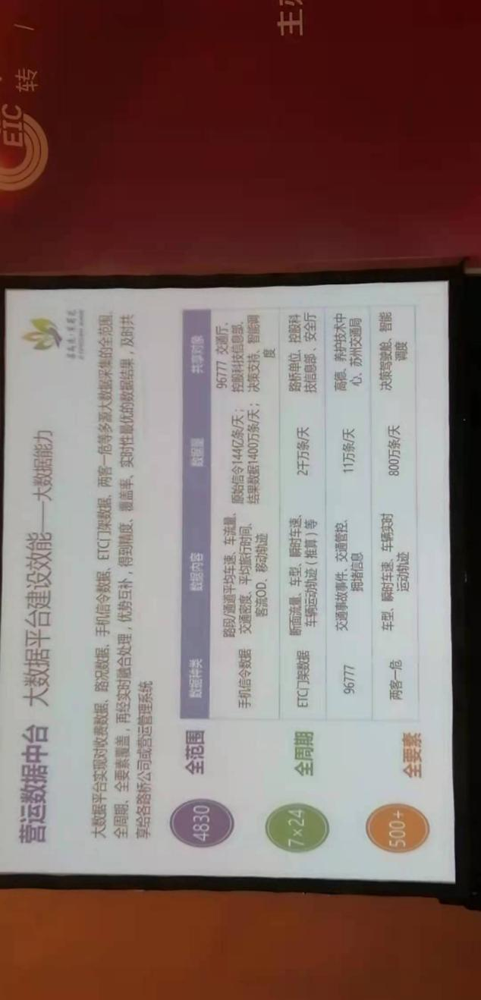 EIC
转 /
主
营运数据中台 大数据平台建设效能—大数据能力
大数据平台实现对收费数据、路况数据、手机信令数据、ETC门架数据、两客一危等多源大数据采集的全范围、
全周期、全要素覆盖，再经实时融合处理，优势互补，得到精度、覆盖率、实时性最优的数据结果，及时共
享给各路桥公司或营运管理系统
4830 全范围
7×24 全周期
500+ 全要素
数据种类 数据内容 数据量 共享对象
手机信令数据
路段/通道平均车速、车流量、
交通密度、平均旅行时间、
客流OD、移动轨迹
原始信令144亿条/天；
结果数据1400万条/天；
96777 交通厅、
控股科技信息部、
决策支持、智能调
度
ETC门架数据
断面流量、车型、瞬时车速、
车辆运动轨迹（推算）等
2千万条/天
路桥单位、控股科
技信息部、安全厅
96777
交通事故事件、交通管控、
拥堵信息
11万条/天
高德、养护技术中
心、苏州交通局
两客一危
车型、瞬时车速、车辆实时
运动轨迹
800万条/天
决策驾驶舱、智能
调度